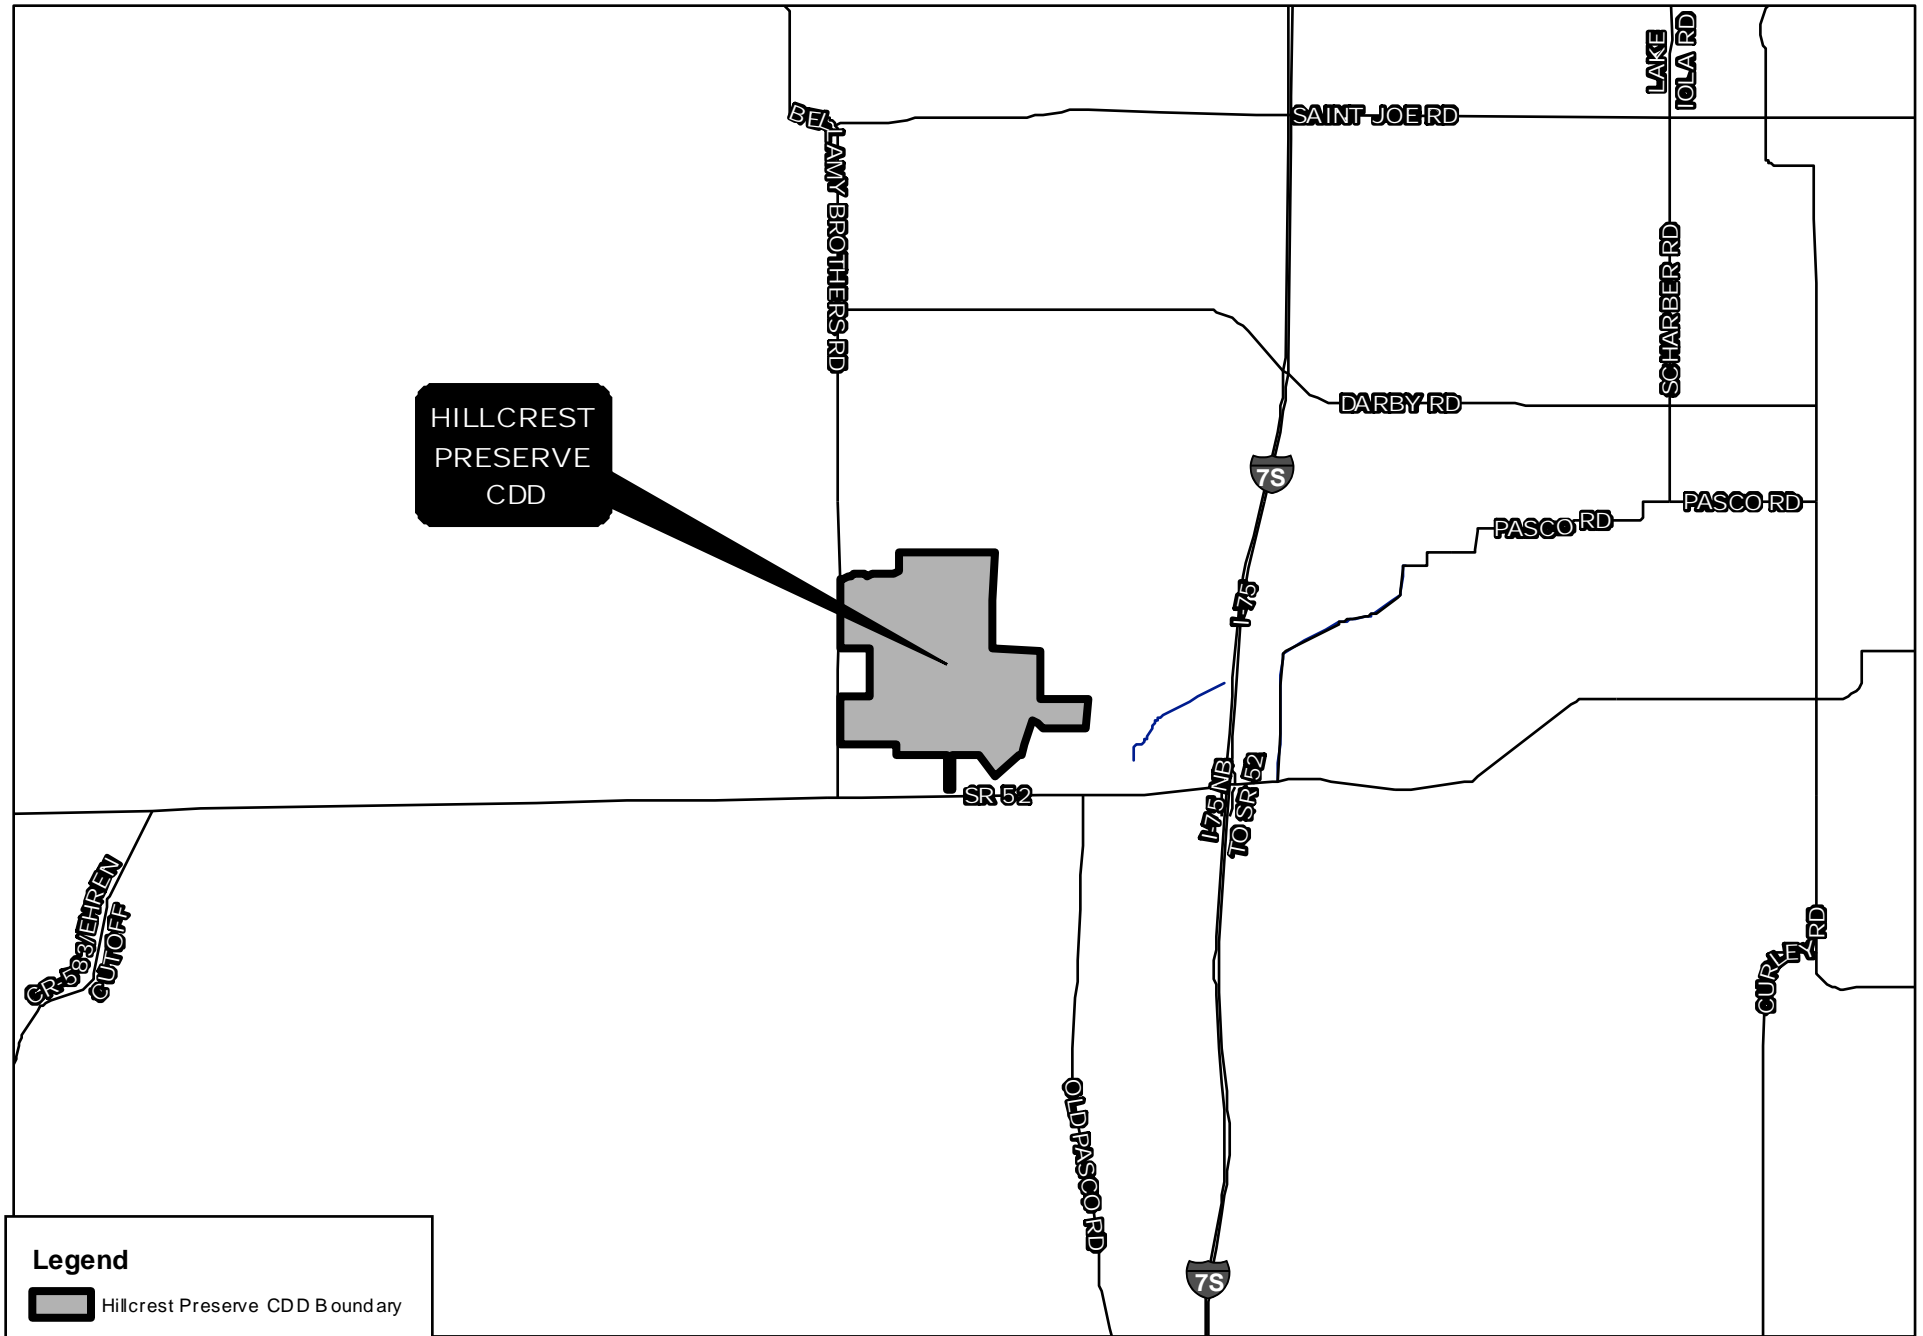 LAKE
IOLA RD
BELLAMY BROTHERS RD
SAINT JOE RD
SCHARBER RD
HILLCREST
PRESERVE
CDD
DARBY RD
7S
PASCO RD
PASCO RD
I-75
I-75 NB
TO SR 52
SR 52
CR-583/EHREN
CUTOFF
CURLEY RD
OLD PASCO RD
7S
Legend
Hillcrest Preserve CDD Boundary